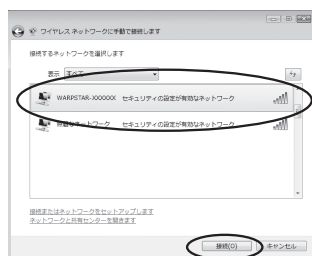 ワイヤレス ネットワークに手動で接続します
接続するネットワークを選択します
表示 すべて
WARPSTAR-XXXXXX セキュリティの設定が有効なネットワーク
セキュリティの設定が有効なネットワーク
接続またはネットワークをセットアップします
ネットワークと共有センターを開きます
接続(O) キャンセル